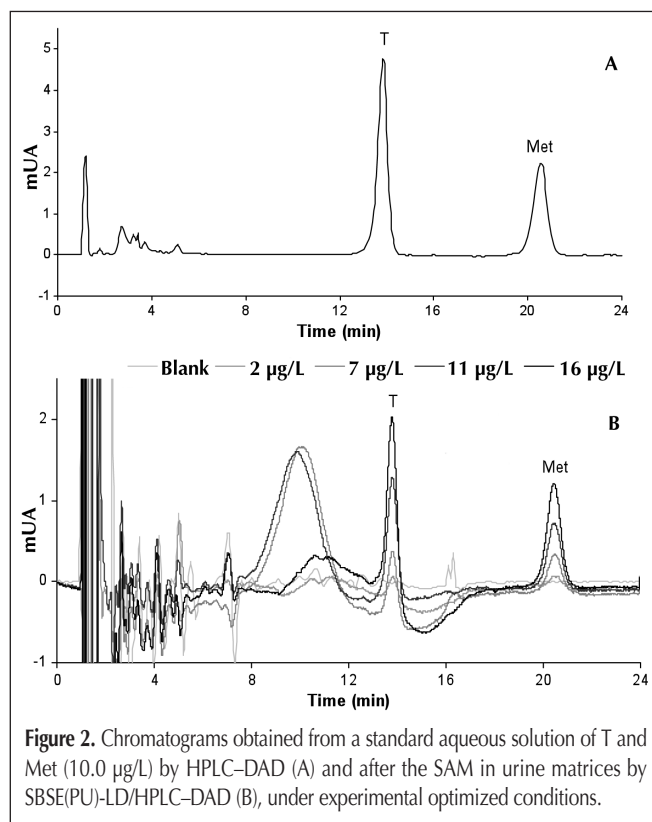 T
A
5
4
Met
3
mUA
2
1
0
-1
0 4 8 12 16 20 24
Time (min)
Blank 2 µg/L 7 µg/L 11 µg/L 16 µg/L
T
B
2
Met
1
mUA
0
-1
0 4 8 12 16 20 24
Time (min)
Figure 2. Chromatograms obtained from a standard aqueous solution of T and
Met (10.0 µg/L) by HPLC–DAD (A) and after the SAM in urine matrices by
SBSE(PU)-LD/HPLC–DAD (B), under experimental optimized conditions.